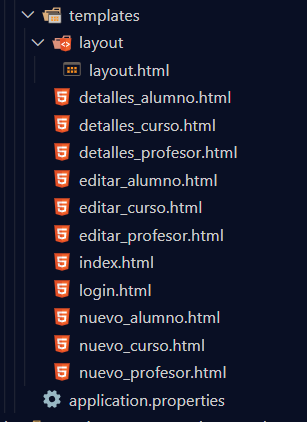 templates
layout
layout.html
detalles_alumno.html
detalles_curso.html
detalles_profesor.html
editar_alumno.html
editar_curso.html
editar_profesor.html
index.html
login.html
nuevo_alumno.html
nuevo_curso.html
nuevo_profesor.html
application.properties